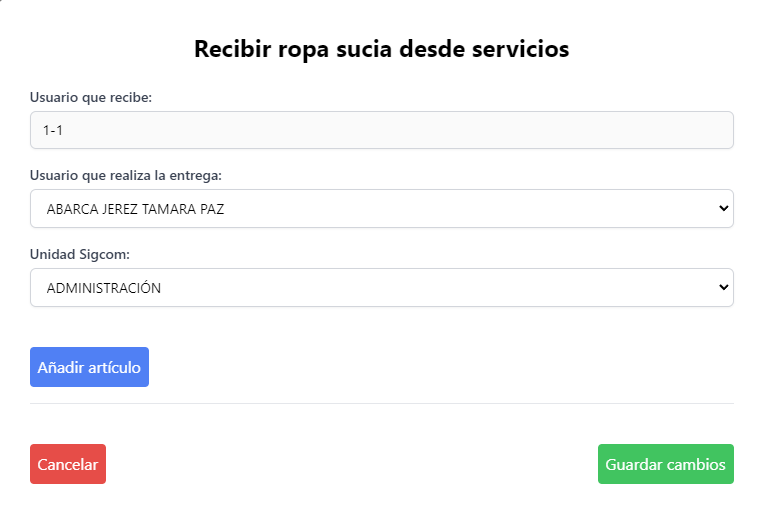 Recibir ropa sucia desde servicios
Usuario que recibe:
1-1
Usuario que realiza la entrega:
ABARCA JEREZ TAMARA PAZ
Unidad Sigcom:
ADMINISTRACIÓN
Añadir artículo
Cancelar
Guardar cambios